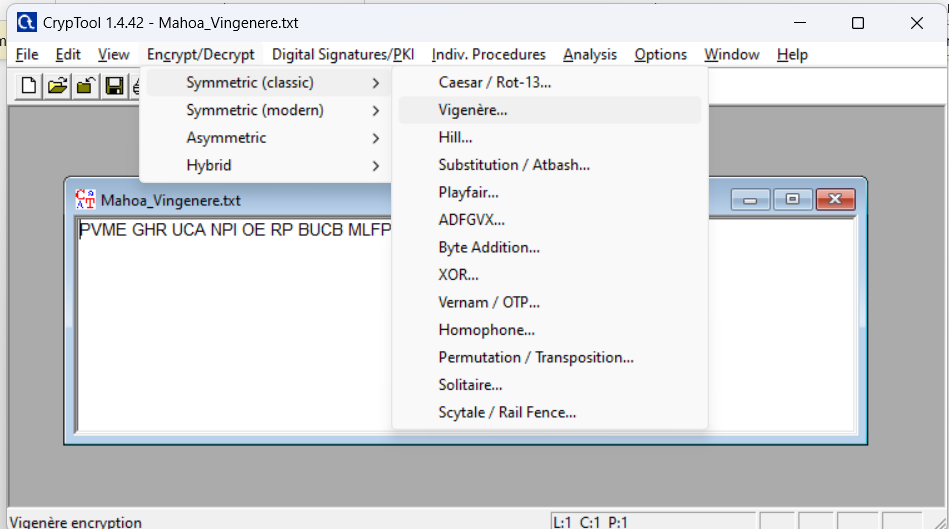 CrypTool 1.4.42 - Mahoa_Vingenere.txt
File Edit View Encrypt/Decrypt Digital Signatures/PKI Indiv. Procedures Analysis Options Window Help
Symmetric (classic)
Symmetric (modern)
Asymmetric
Hybrid
Caesar / Rot-13...
Vigenère...
Hill...
Substitution / Atbash...
Playfair...
ADFGVX...
Byte Addition...
XOR...
Vernam / OTP...
Homophone...
Permutation / Transposition...
Solitaire...
Scytale / Rail Fence...
Mahoa_Vingenere.txt
PVME GHR UCA NPI OE RP BUCB MLFP
Vigenère encryption
L:1 C:1 P:1